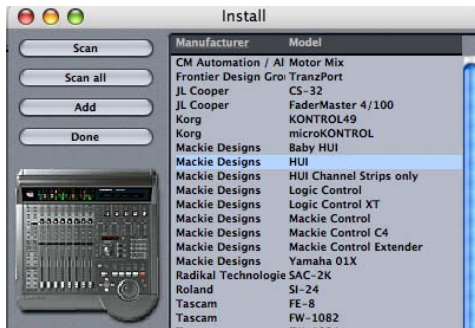 Install
Scan
Scan all
Add
Done
Manufacturer Model
CM Automation / Al Motor Mix
Frontier Design Gro TranzPort
JL Cooper CS-32
JL Cooper FaderMaster 4/100
Korg KONTROL49
Korg microKONTROL
Mackie Designs Baby HUI
Mackie Designs HUI
Mackie Designs HUI Channel Strips only
Mackie Designs Logic Control
Mackie Designs Logic Control XT
Mackie Designs Mackie Control
Mackie Designs Mackie Control C4
Mackie Designs Mackie Control Extender
Mackie Designs Yamaha 01X
Radikal Technologie SAC-2K
Roland SI-24
Tascam FE-8
Tascam FW-1082